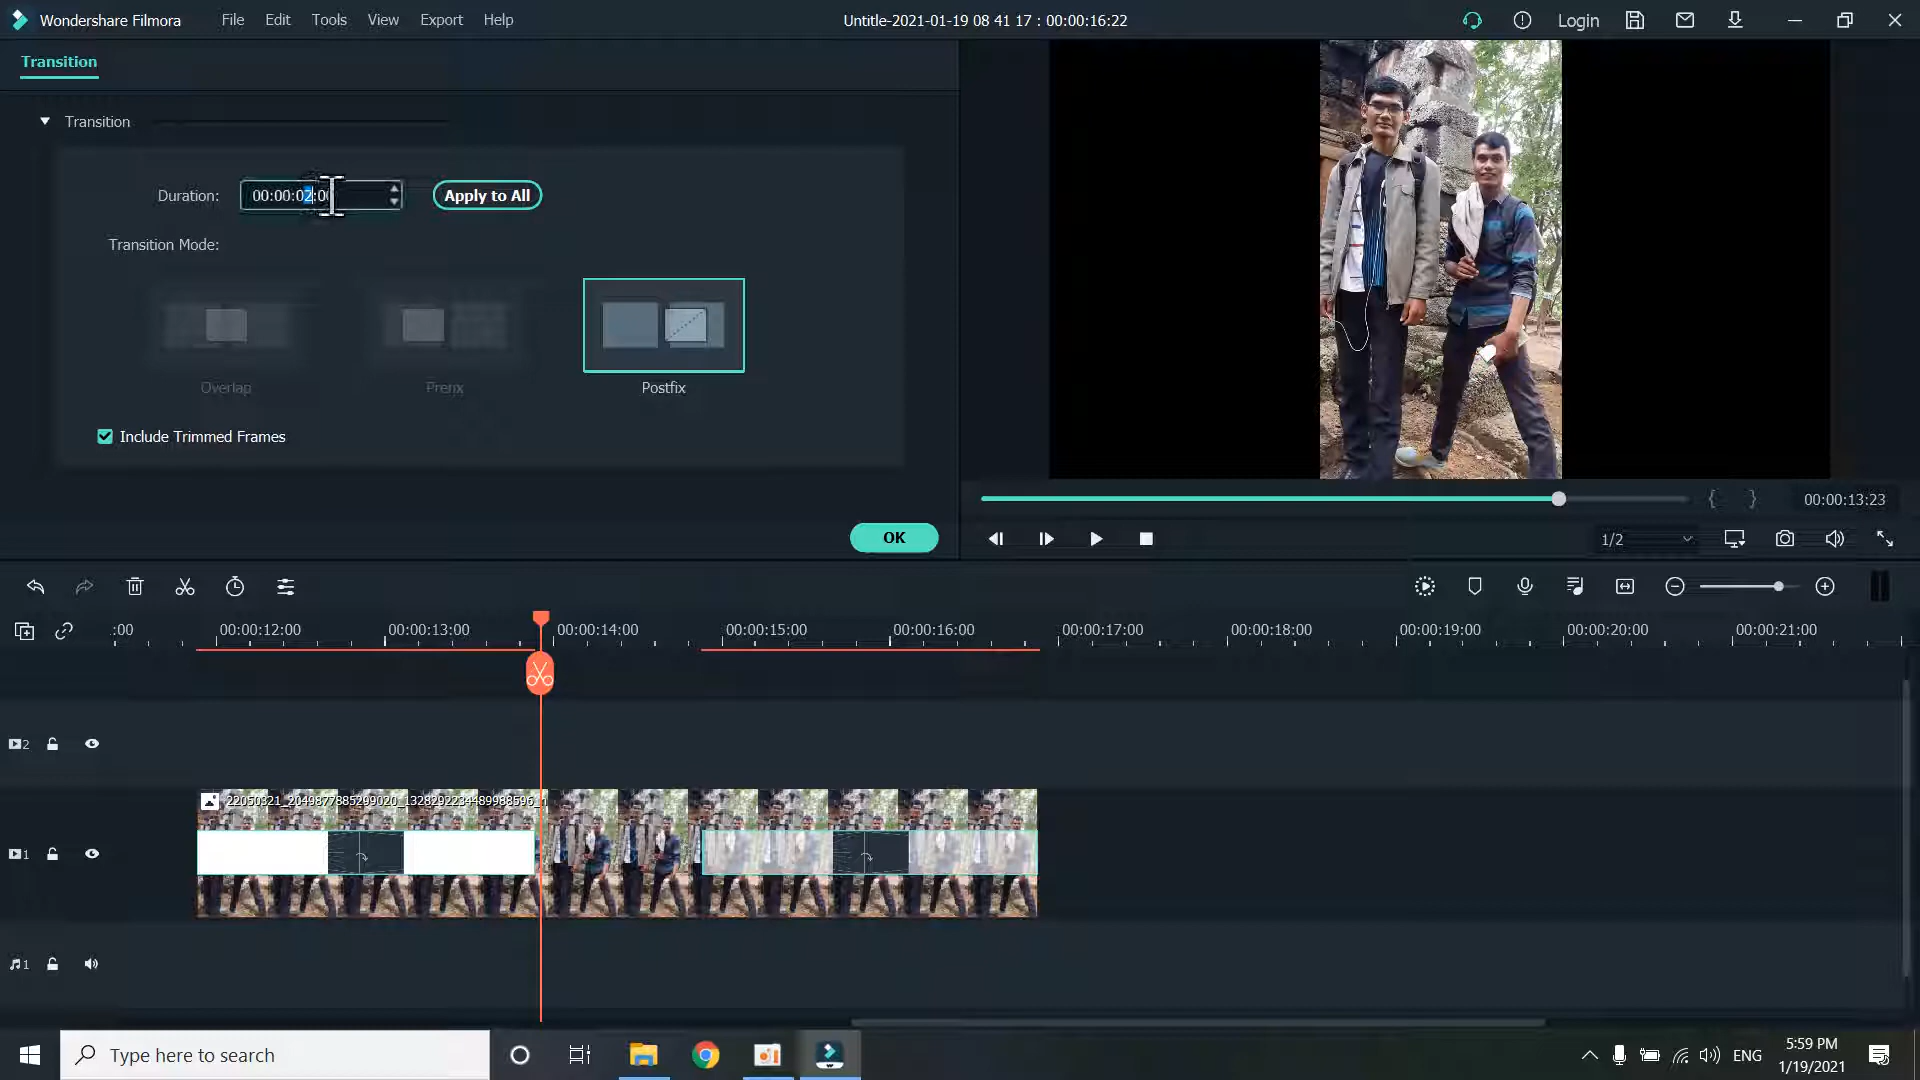 Wondershare Filmora File Edit Tools View Export Help Untitle-2021-01-19 08 41 17 : 00:00:16:22 Login
Transition
Transition
Duration: 00:00:02:00 Apply to All
Transition Mode:
Overlap Prefix Postfix
Include Trimmed Frames
OK
00:00:13:23
1/2
:00 00:00:12:00 00:00:13:00 00:00:14:00 00:00:15:00 00:00:16:00 00:00:17:00 00:00:18:00 00:00:19:00 00:00:20:00 00:00:21:00
2
22050321_2049877885299020_1328292234489988596_
1
1
Type here to search
ENG
5:59 PM
1/19/2021